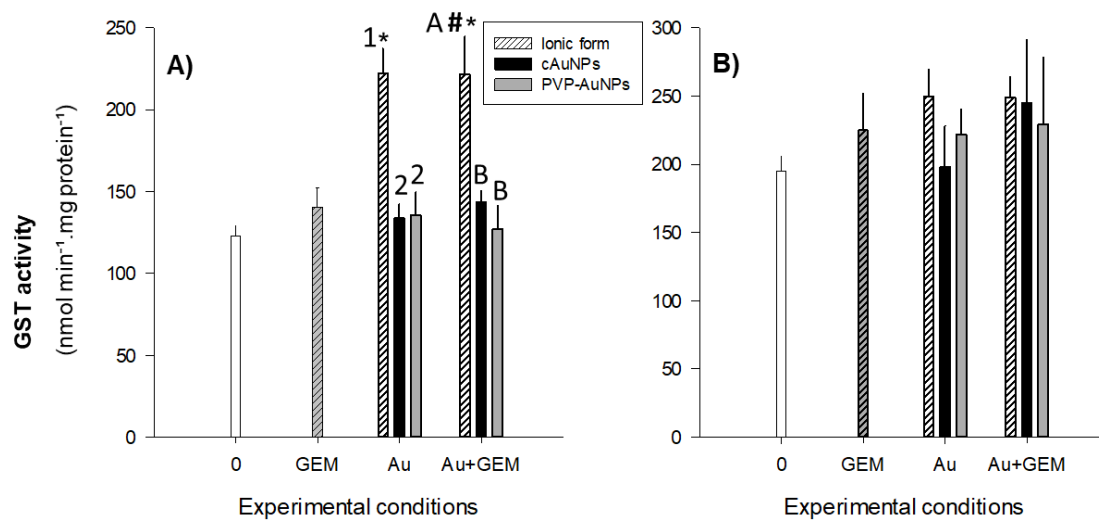 A)
250
200
150
100
50
0
1*
2
2
A #*
B
B
Ionic form
cAuNPs
PVP-AuNPs
GST activity
(nmol min⁻¹.mg protein⁻¹)
0
GEM
Au
Au+GEM
Experimental conditions
B)
300
250
200
150
100
50
0
0
GEM
Au
Au+GEM
Experimental conditions